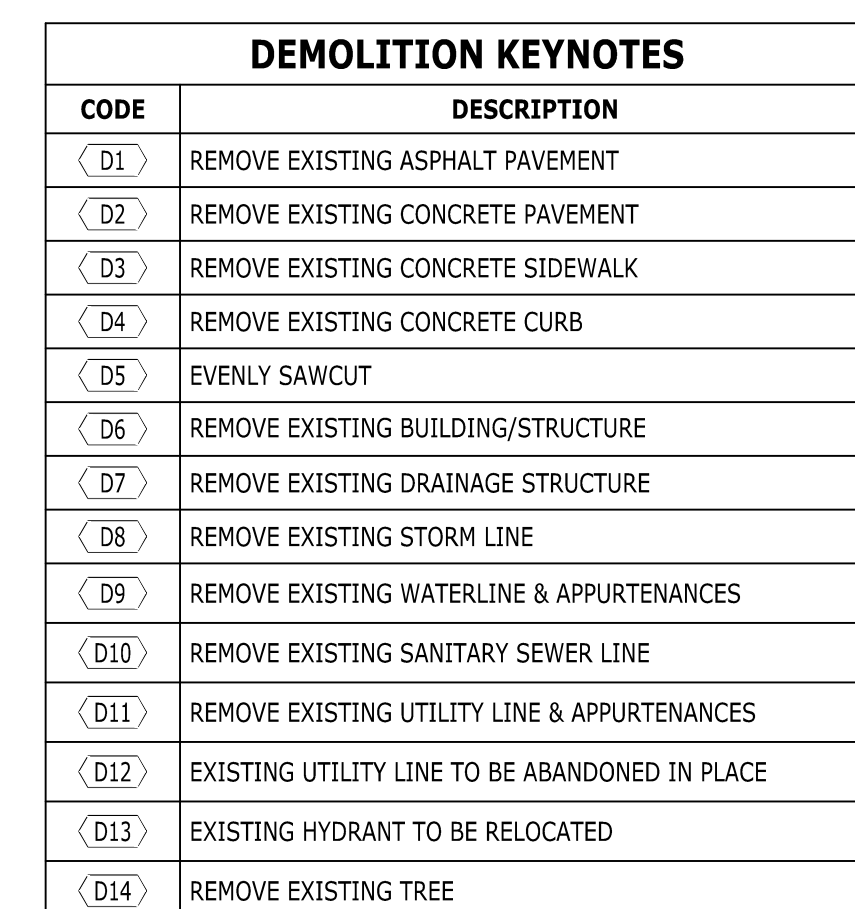 DEMOLITION KEYNOTES
CODE DESCRIPTION
D1 REMOVE EXISTING ASPHALT PAVEMENT
D2 REMOVE EXISTING CONCRETE PAVEMENT
D3 REMOVE EXISTING CONCRETE SIDEWALK
D4 REMOVE EXISTING CONCRETE CURB
D5 EVENLY SAWCUT
D6 REMOVE EXISTING BUILDING/STRUCTURE
D7 REMOVE EXISTING DRAINAGE STRUCTURE
D8 REMOVE EXISTING STORM LINE
D9 REMOVE EXISTING WATERLINE & APPURTENANCES
D10 REMOVE EXISTING SANITARY SEWER LINE
D11 REMOVE EXISTING UTILITY LINE & APPURTENANCES
D12 EXISTING UTILITY LINE TO BE ABANDONED IN PLACE
D13 EXISTING HYDRANT TO BE RELOCATED
D14 REMOVE EXISTING TREE